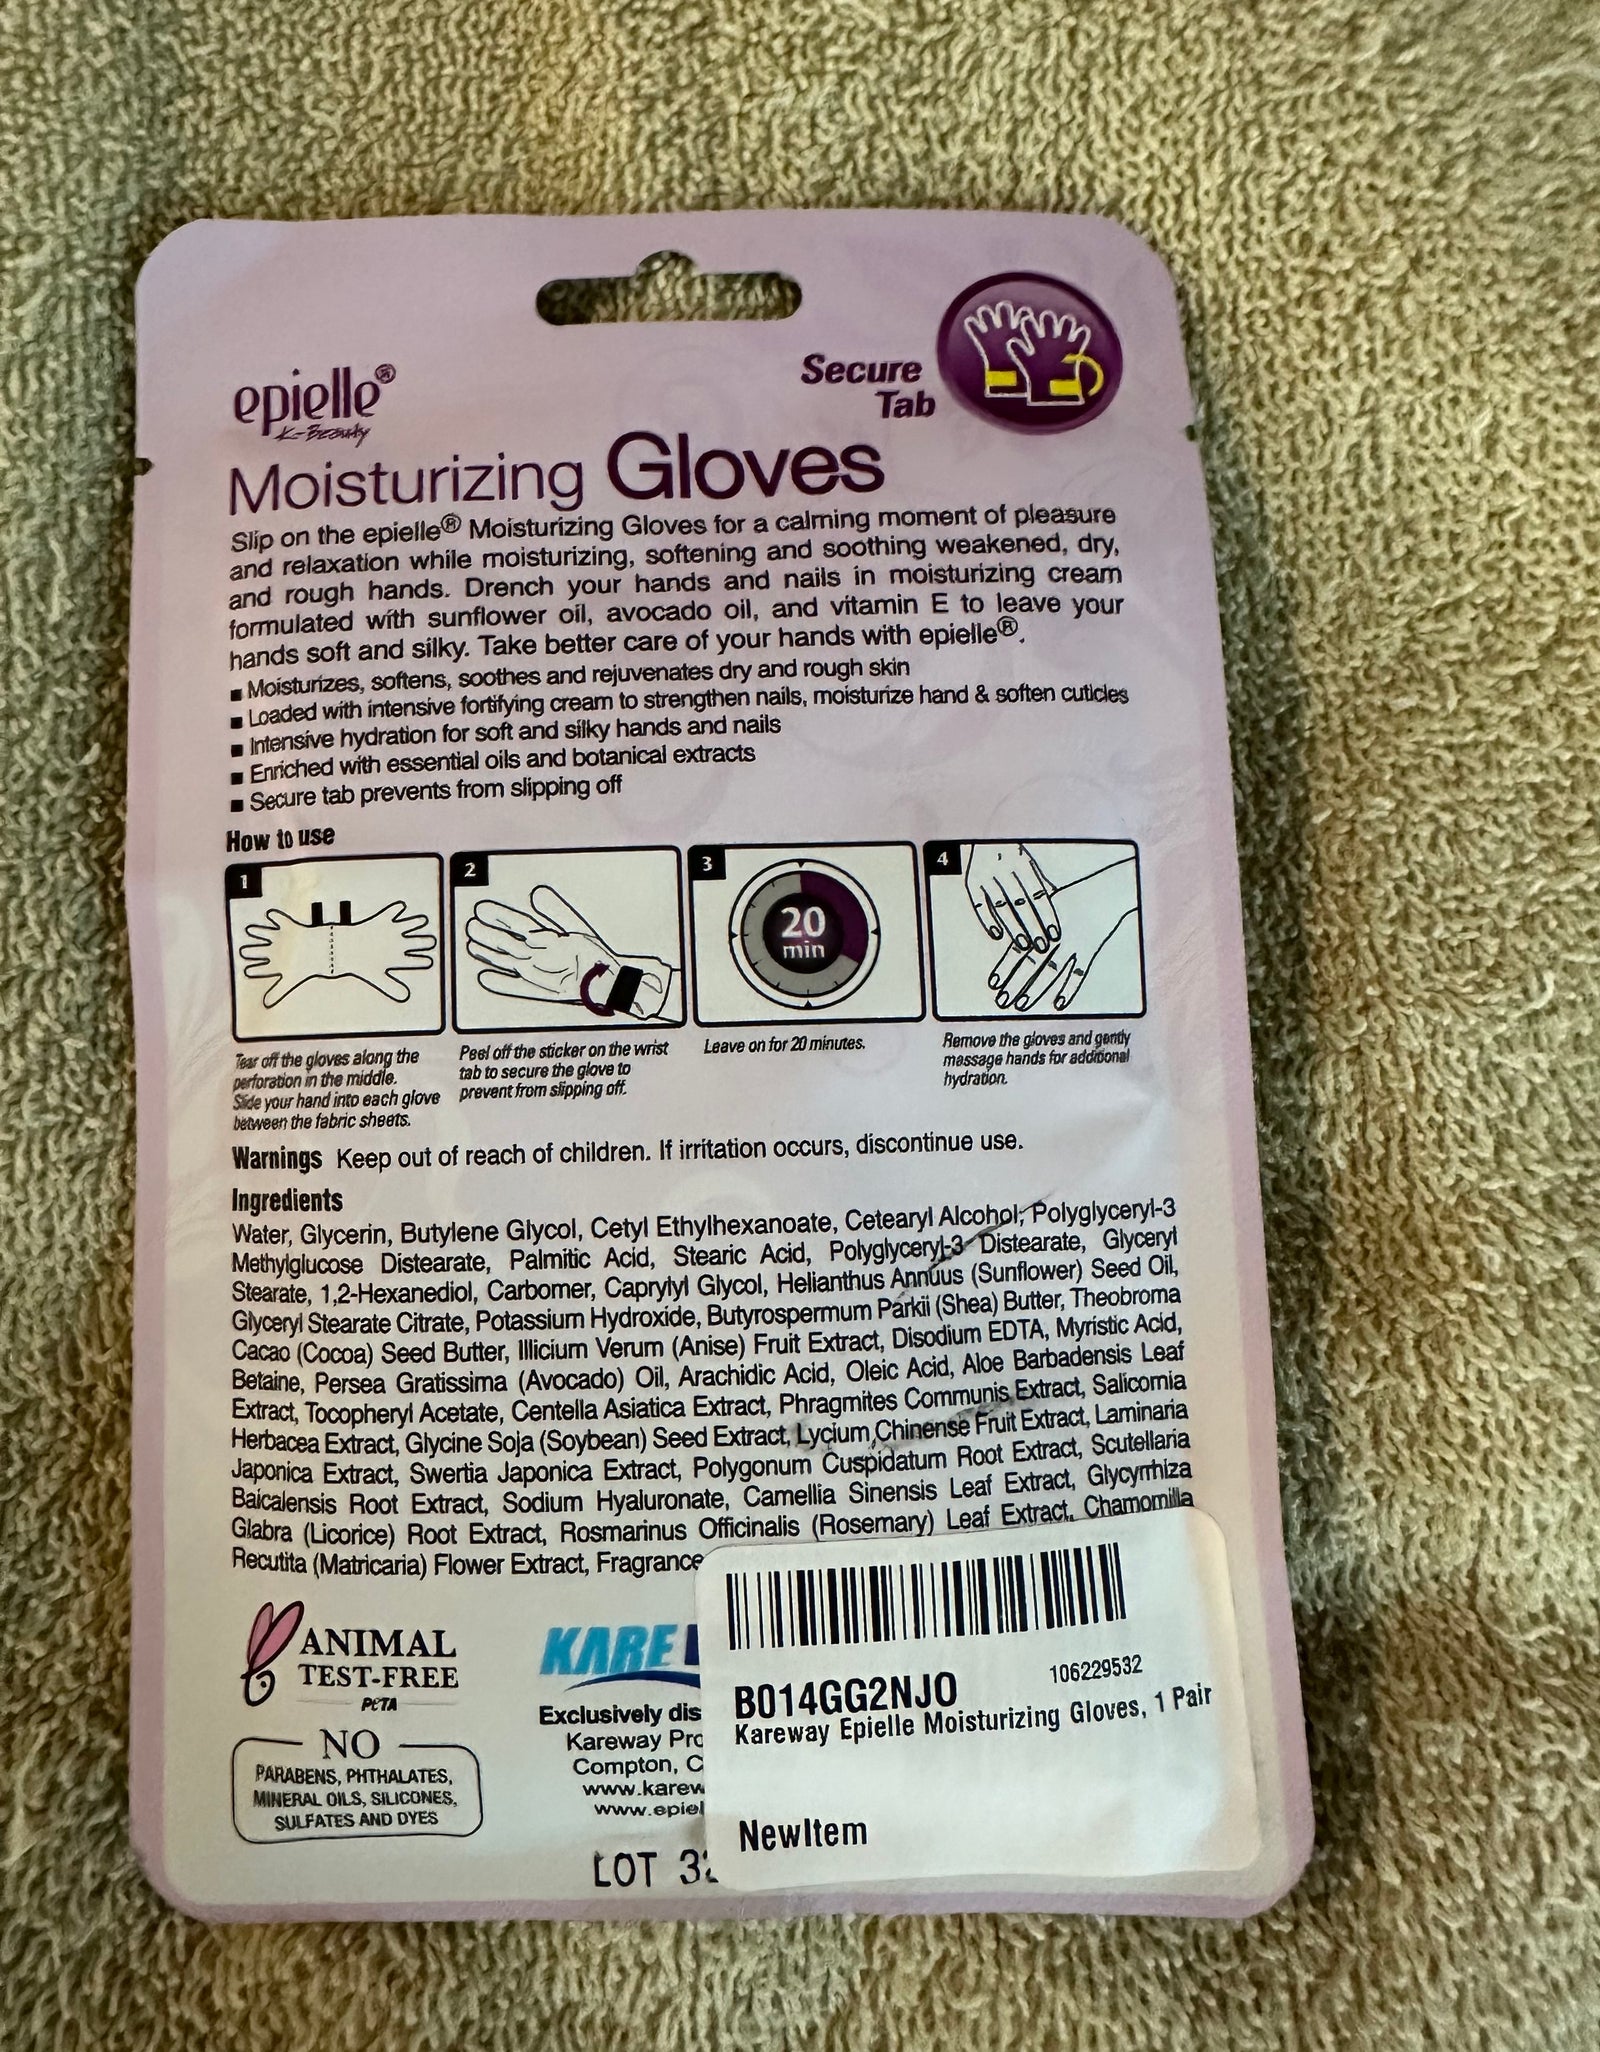 Secure
Tab
epielle®
K-Beauty
Moisturizing Gloves
Slip on the epielle® Moisturizing Gloves for a calming moment of pleasure
and relaxation while moisturizing, softening and soothing weakened, dry,
and rough hands. Drench your hands and nails in moisturizing cream
formulated with sunflower oil, avocado oil, and vitamin E to leave your
hands soft and silky. Take better care of your hands with epielle®.
■ Moisturizes, softens, soothes and rejuvenates dry and rough skin
■ Loaded with intensive fortifying cream to strengthen nails, moisturize hand & soften cuticles
■ Intensive hydration for soft and silky hands and nails
■ Enriched with essential oils and botanical extracts
■ Secure tab prevents from slipping off
How to use
1
Tear off the gloves along the
perforation in the middle.
Slide your hand into each glove
between the fabric sheets.
2
Peel off the sticker on the wrist
tab to secure the glove to
prevent from slipping off.
3
20
min
Leave on for 20 minutes.
4
Remove the gloves and gently
massage hands for additional
hydration.
Warnings Keep out of reach of children. If irritation occurs, discontinue use.
Ingredients
Water, Glycerin, Butylene Glycol, Cetyl Ethylhexanoate, Cetearyl Alcohol, Polyglyceryl-3
Methylglucose Distearate, Palmitic Acid, Stearic Acid, Polyglyceryl-3 Distearate, Glyceryl
Stearate, 1,2-Hexanediol, Carbomer, Caprylyl Glycol, Helianthus Annuus (Sunflower) Seed Oil,
Glyceryl Stearate Citrate, Potassium Hydroxide, Butyrospermum Parkii (Shea) Butter, Theobroma
Cacao (Cocoa) Seed Butter, Illicium Verum (Anise) Fruit Extract, Disodium EDTA, Myristic Acid,
Betaine, Persea Gratissima (Avocado) Oil, Arachidic Acid, Oleic Acid, Aloe Barbadensis Leaf
Extract, Tocopheryl Acetate, Centella Asiatica Extract, Phragmites Communis Extract, Salicornia
Herbacea Extract, Glycine Soja (Soybean) Seed Extract, Lycium Chinense Fruit Extract, Laminaria
Japonica Extract, Swertia Japonica Extract, Polygonum Cuspidatum Root Extract, Scutellaria
Baicalensis Root Extract, Sodium Hyaluronate, Camellia Sinensis Leaf Extract, Glycyrrhiza
Glabra (Licorice) Root Extract, Rosmarinus Officinalis (Rosemary) Leaf Extract, Chamomilla
Recutita (Matricaria) Flower Extract, Fragrance
ANIMAL
TEST-FREE
PETA
NO
PARABENS, PHTHALATES,
MINERAL OILS, SILICONES,
SULFATES AND DYES
KARE
Exclusively dis
Kareway Pro
Compton, C
www.karew
www.epiel
LOT 32
106229532
B014GG2NJO
Kareway Epielle Moisturizing Gloves, 1 Pair
NewItem